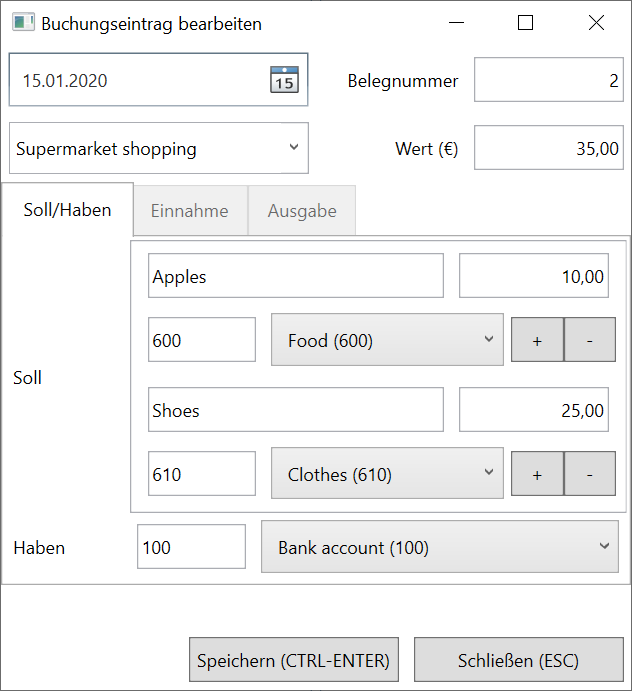 Buchungseintrag bearbeiten
15.01.2020 15 Belegnummer 2
Supermarket shopping Wert (€) 35,00
Soll/Haben Einnahme Ausgabe
Apples 10,00
600 Food (600) + -
Soll
Shoes 25,00
610 Clothes (610) + -
Haben 100 Bank account (100)
Speichern (CTRL-ENTER) Schließen (ESC)